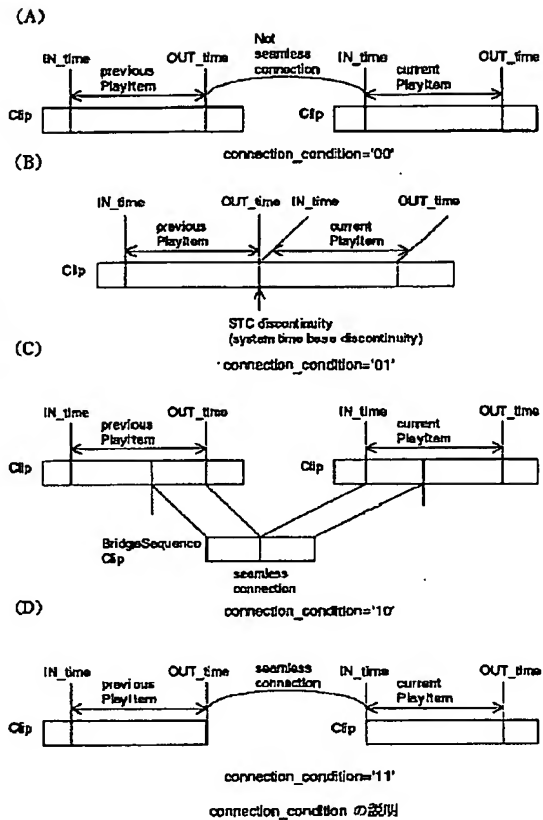 (A)
Not
seamless
connection
IN_time
previous
PlayItem
OUT_time
IN_time
current
PlayItem
OUT_time
Clip
Clip
connection_condition='00'
(B)
IN_time
previous
PlayItem
OUT_time
IN_time
current
PlayItem
OUT_time
Clip
STC discontinuity
(system time base discontinuity)
connection_condition='01'
(C)
IN_time
previous
PlayItem
OUT_time
IN_time
current
PlayItem
OUT_time
Clip
Clip
BridgeSequence
Clip
seamless
connection
connection_condition='10'
(D)
IN_time
previous
PlayItem
OUT_time
seamless
connection
IN_time
current
PlayItem
OUT_time
Clip
Clip
connection_condition='11'
connection_condition の説明